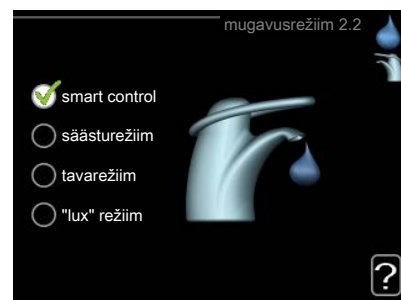 mugavusrežiim 2.2
smart control
säästurežiim
tavarežiim
"lux" režiim
?